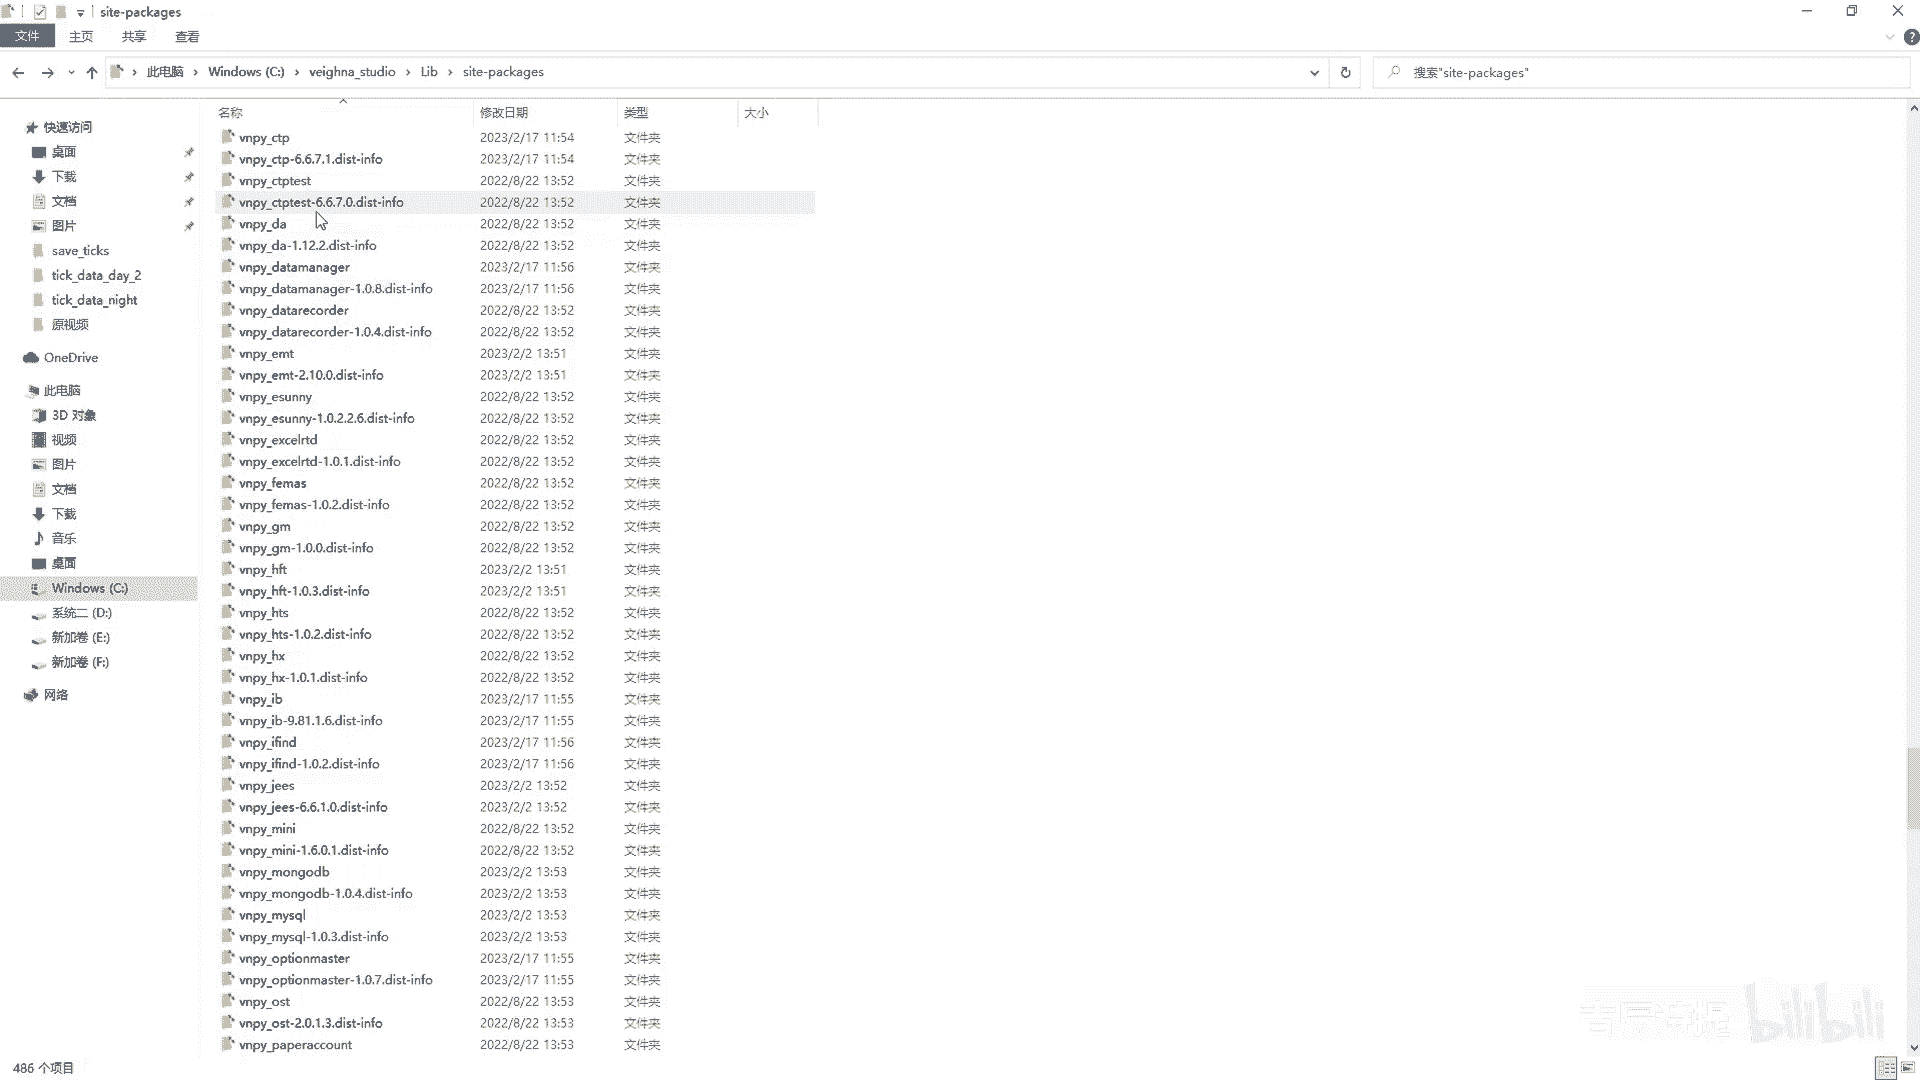 site-packages
文件 主页 共享 查看
此电脑 Windows (C:) veighna_studio Lib site-packages
搜索"site-packages"
名称 修改日期 类型 大小
快速访问
桌面
下载
文档
图片
save_ticks
tick_data_day_2
tick_data_night
原视频
OneDrive
此电脑
3D 对象
视频
图片
文档
下载
音乐
桌面
Windows (C:)
系统二 (D:)
新加卷 (E:)
新加卷 (F:)
网络
vnpy_ctp 2023/2/17 11:54 文件夹
vnpy_ctp-6.6.7.1.dist-info 2023/2/17 11:54 文件夹
vnpy_ctptest 2022/8/22 13:52 文件夹
vnpy_ctptest-6.6.7.0.dist-info 2022/8/22 13:52 文件夹
vnpy_da 2022/8/22 13:52 文件夹
vnpy_da-1.12.2.dist-info 2022/8/22 13:52 文件夹
vnpy_datamanager 2023/2/17 11:56 文件夹
vnpy_datamanager-1.0.8.dist-info 2023/2/17 11:56 文件夹
vnpy_datarecorder 2022/8/22 13:52 文件夹
vnpy_datarecorder-1.0.4.dist-info 2022/8/22 13:52 文件夹
vnpy_emt 2023/2/2 13:51 文件夹
vnpy_emt-2.10.0.dist-info 2023/2/2 13:51 文件夹
vnpy_esunny 2022/8/22 13:52 文件夹
vnpy_esunny-1.0.2.2.6.dist-info 2022/8/22 13:52 文件夹
vnpy_excelrtd 2022/8/22 13:52 文件夹
vnpy_excelrtd-1.0.1.dist-info 2022/8/22 13:52 文件夹
vnpy_femas 2022/8/22 13:52 文件夹
vnpy_femas-1.0.2.dist-info 2022/8/22 13:52 文件夹
vnpy_gm 2022/8/22 13:52 文件夹
vnpy_gm-1.0.0.dist-info 2022/8/22 13:52 文件夹
vnpy_hft 2023/2/2 13:51 文件夹
vnpy_hft-1.0.3.dist-info 2023/2/2 13:51 文件夹
vnpy_hts 2022/8/22 13:52 文件夹
vnpy_hts-1.0.2.dist-info 2022/8/22 13:52 文件夹
vnpy_hx 2022/8/22 13:52 文件夹
vnpy_hx-1.0.1.dist-info 2022/8/22 13:52 文件夹
vnpy_ib 2023/2/17 11:55 文件夹
vnpy_ib-9.81.1.6.dist-info 2023/2/17 11:55 文件夹
vnpy_ifind 2023/2/17 11:56 文件夹
vnpy_ifind-1.0.2.dist-info 2023/2/17 11:56 文件夹
vnpy_jees 2023/2/2 13:52 文件夹
vnpy_jees-6.6.1.0.dist-info 2023/2/2 13:52 文件夹
vnpy_mini 2022/8/22 13:52 文件夹
vnpy_mini-1.6.0.1.dist-info 2022/8/22 13:52 文件夹
vnpy_mongodb 2023/2/2 13:53 文件夹
vnpy_mongodb-1.0.4.dist-info 2023/2/2 13:53 文件夹
vnpy_mysql 2023/2/2 13:53 文件夹
vnpy_mysql-1.0.3.dist-info 2023/2/2 13:53 文件夹
vnpy_optionmaster 2023/2/17 11:55 文件夹
vnpy_optionmaster-1.0.7.dist-info 2023/2/17 11:55 文件夹
vnpy_ost 2022/8/22 13:53 文件夹
vnpy_ost-2.0.1.3.dist-info 2022/8/22 13:53 文件夹
vnpy_paperaccount 2022/8/22 13:53 文件夹
bilibili
486 个项目